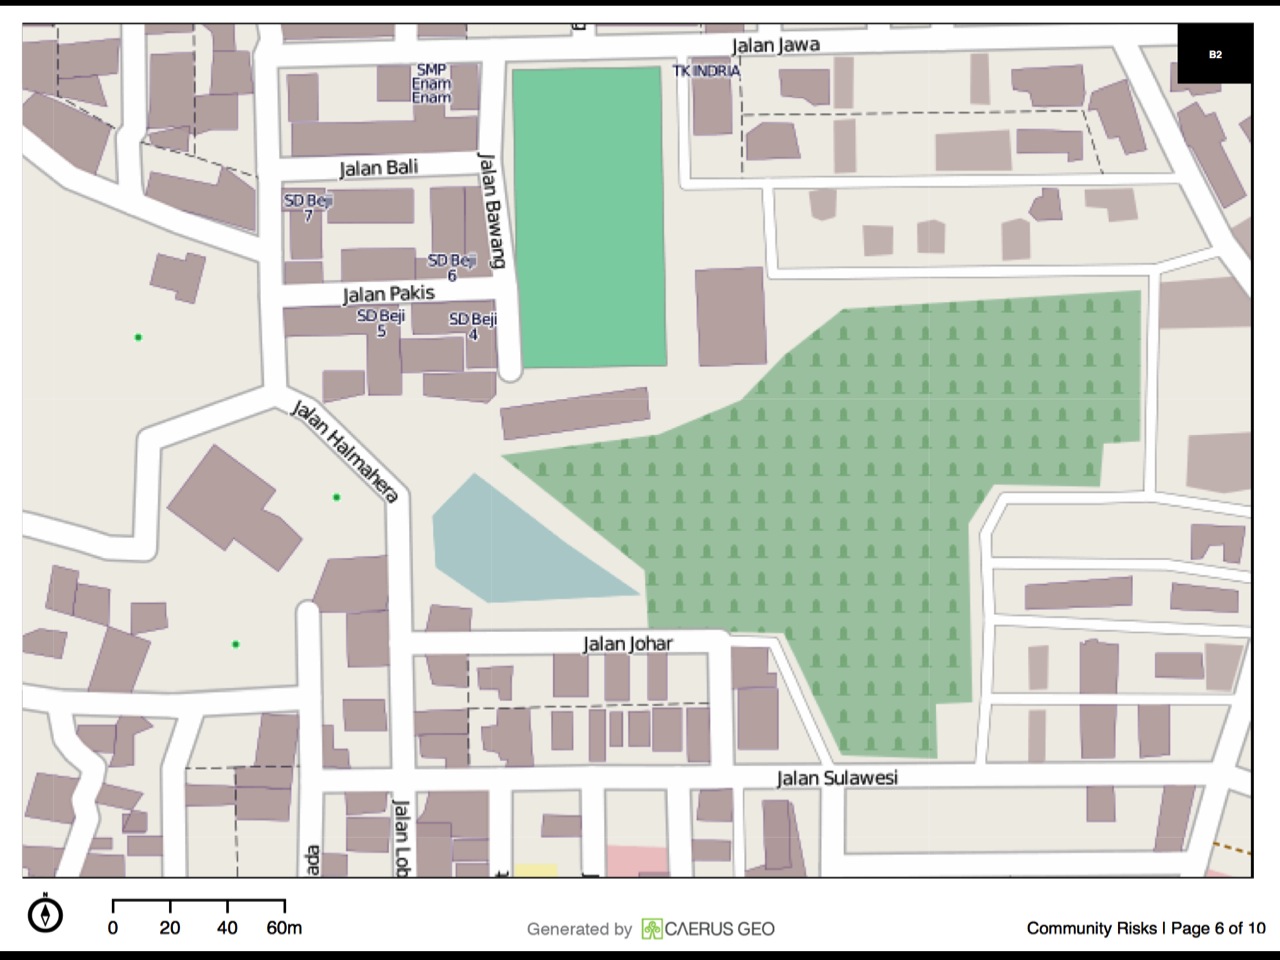 Jalan Jawa
B2
SMP
Enam
Enam
TK INDRIA
Jalan Bali
Jalan Bawang
SD Beji
7
SD Beji
6
Jalan Pakis
SD Beji
5
SD Beji
4
Jalan Halmahera
Jalan Johar
Jalan Sulawesi
Jalan Lob
ada
N
0 20 40 60m
Generated by CAERUS GEO
Community Risks | Page 6 of 10